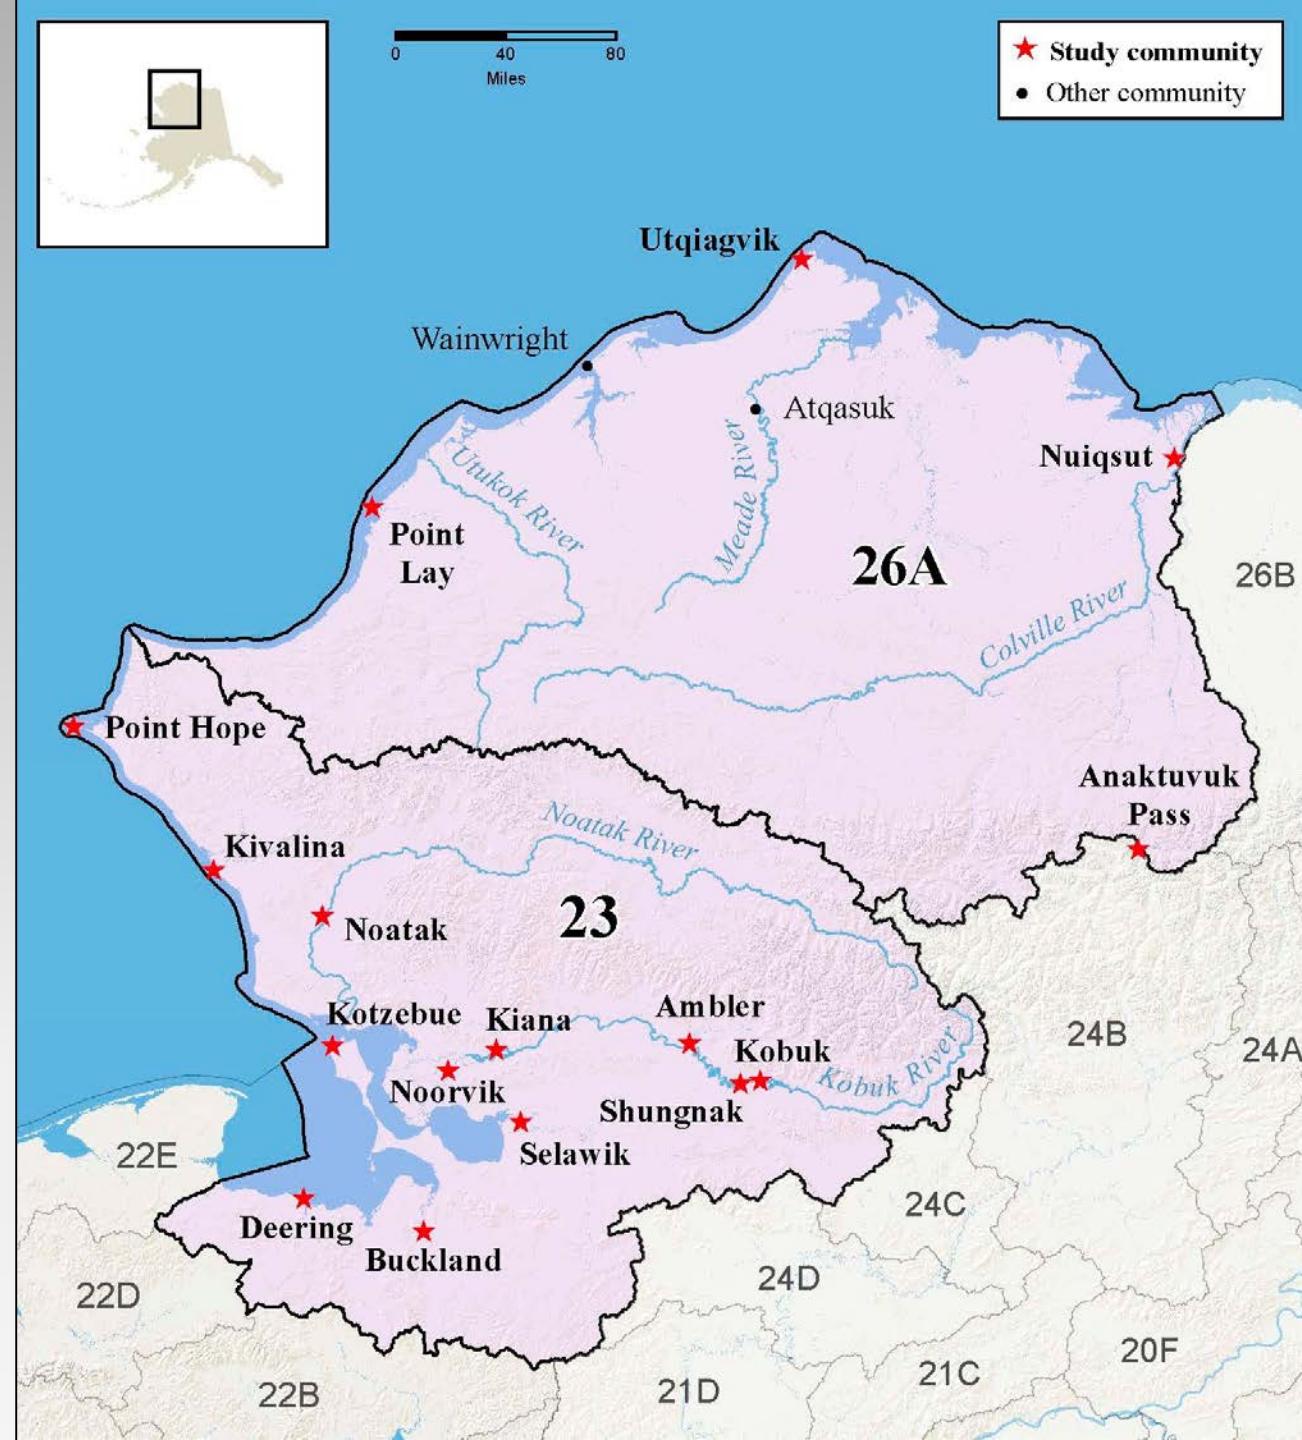 0 40 80
Miles
Study community
Other community
Utqiagvik
Wainwright
Atqasuk
Meade River
Utukok River
Nuiqsut
Point
Lay
26A
26B
Colville River
Point Hope
Anaktuvuk
Pass
Noatak River
Kivalina
23
Noatak
Kotzebue
Kiana
Ambler
Kobuk
Kobuk River
Noorvik
Shungnak
Selawik
24B
24A
22E
Deering
Buckland
24C
22D
24D
22B
21D
21C
20F